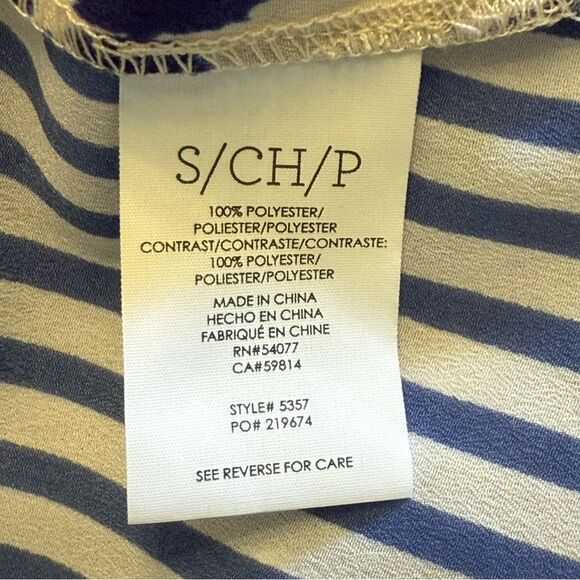 S/CH/P
100% POLYESTER/
POLIESTER/POLYESTER
CONTRAST/CONTRASTE/CONTRASTE:
100% POLYESTER/
POLIESTER/POLYESTER
MADE IN CHINA
HECHO EN CHINA
FABRIQUÉ EN CHINE
RN#54077
CA#59814
STYLE# 5357
PO# 219674
SEE REVERSE FOR CARE